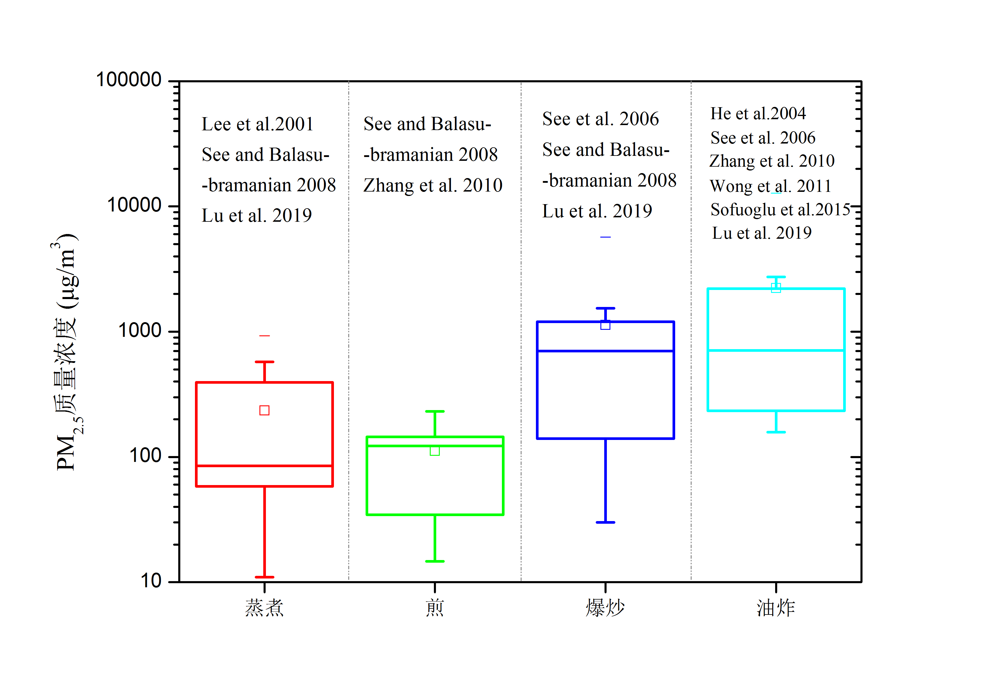 100000
10000
1000
100
10
PM2.5质量浓度 (μg/m³)
Lee et al.2001
See and Balasu-
-bramanian 2008
Lu et al. 2019
See and Balasu-
-bramanian 2008
Zhang et al. 2010
See et al. 2006
See and Balasu-
-bramanian 2008
Lu et al. 2019
He et al.2004
See et al. 2006
Zhang et al. 2010
Wong et al. 2011
Sofuoglu et al.2015
Lu et al. 2019
蒸煮
煎
爆炒
油炸